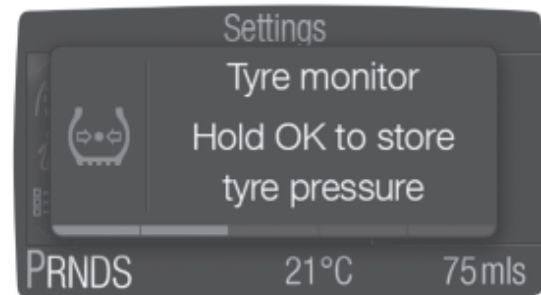 Settings
Tyre monitor
Hold OK to store
tyre pressure
PRNDS 21°C 75mls